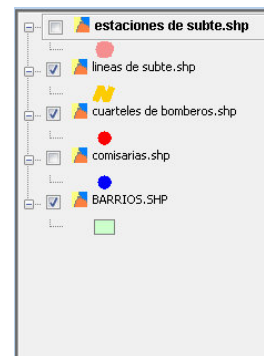 estaciones de subte.shp
lineas de subte.shp
cuarteles de bomberos.shp
comisarias.shp
BARRIOS.SHP